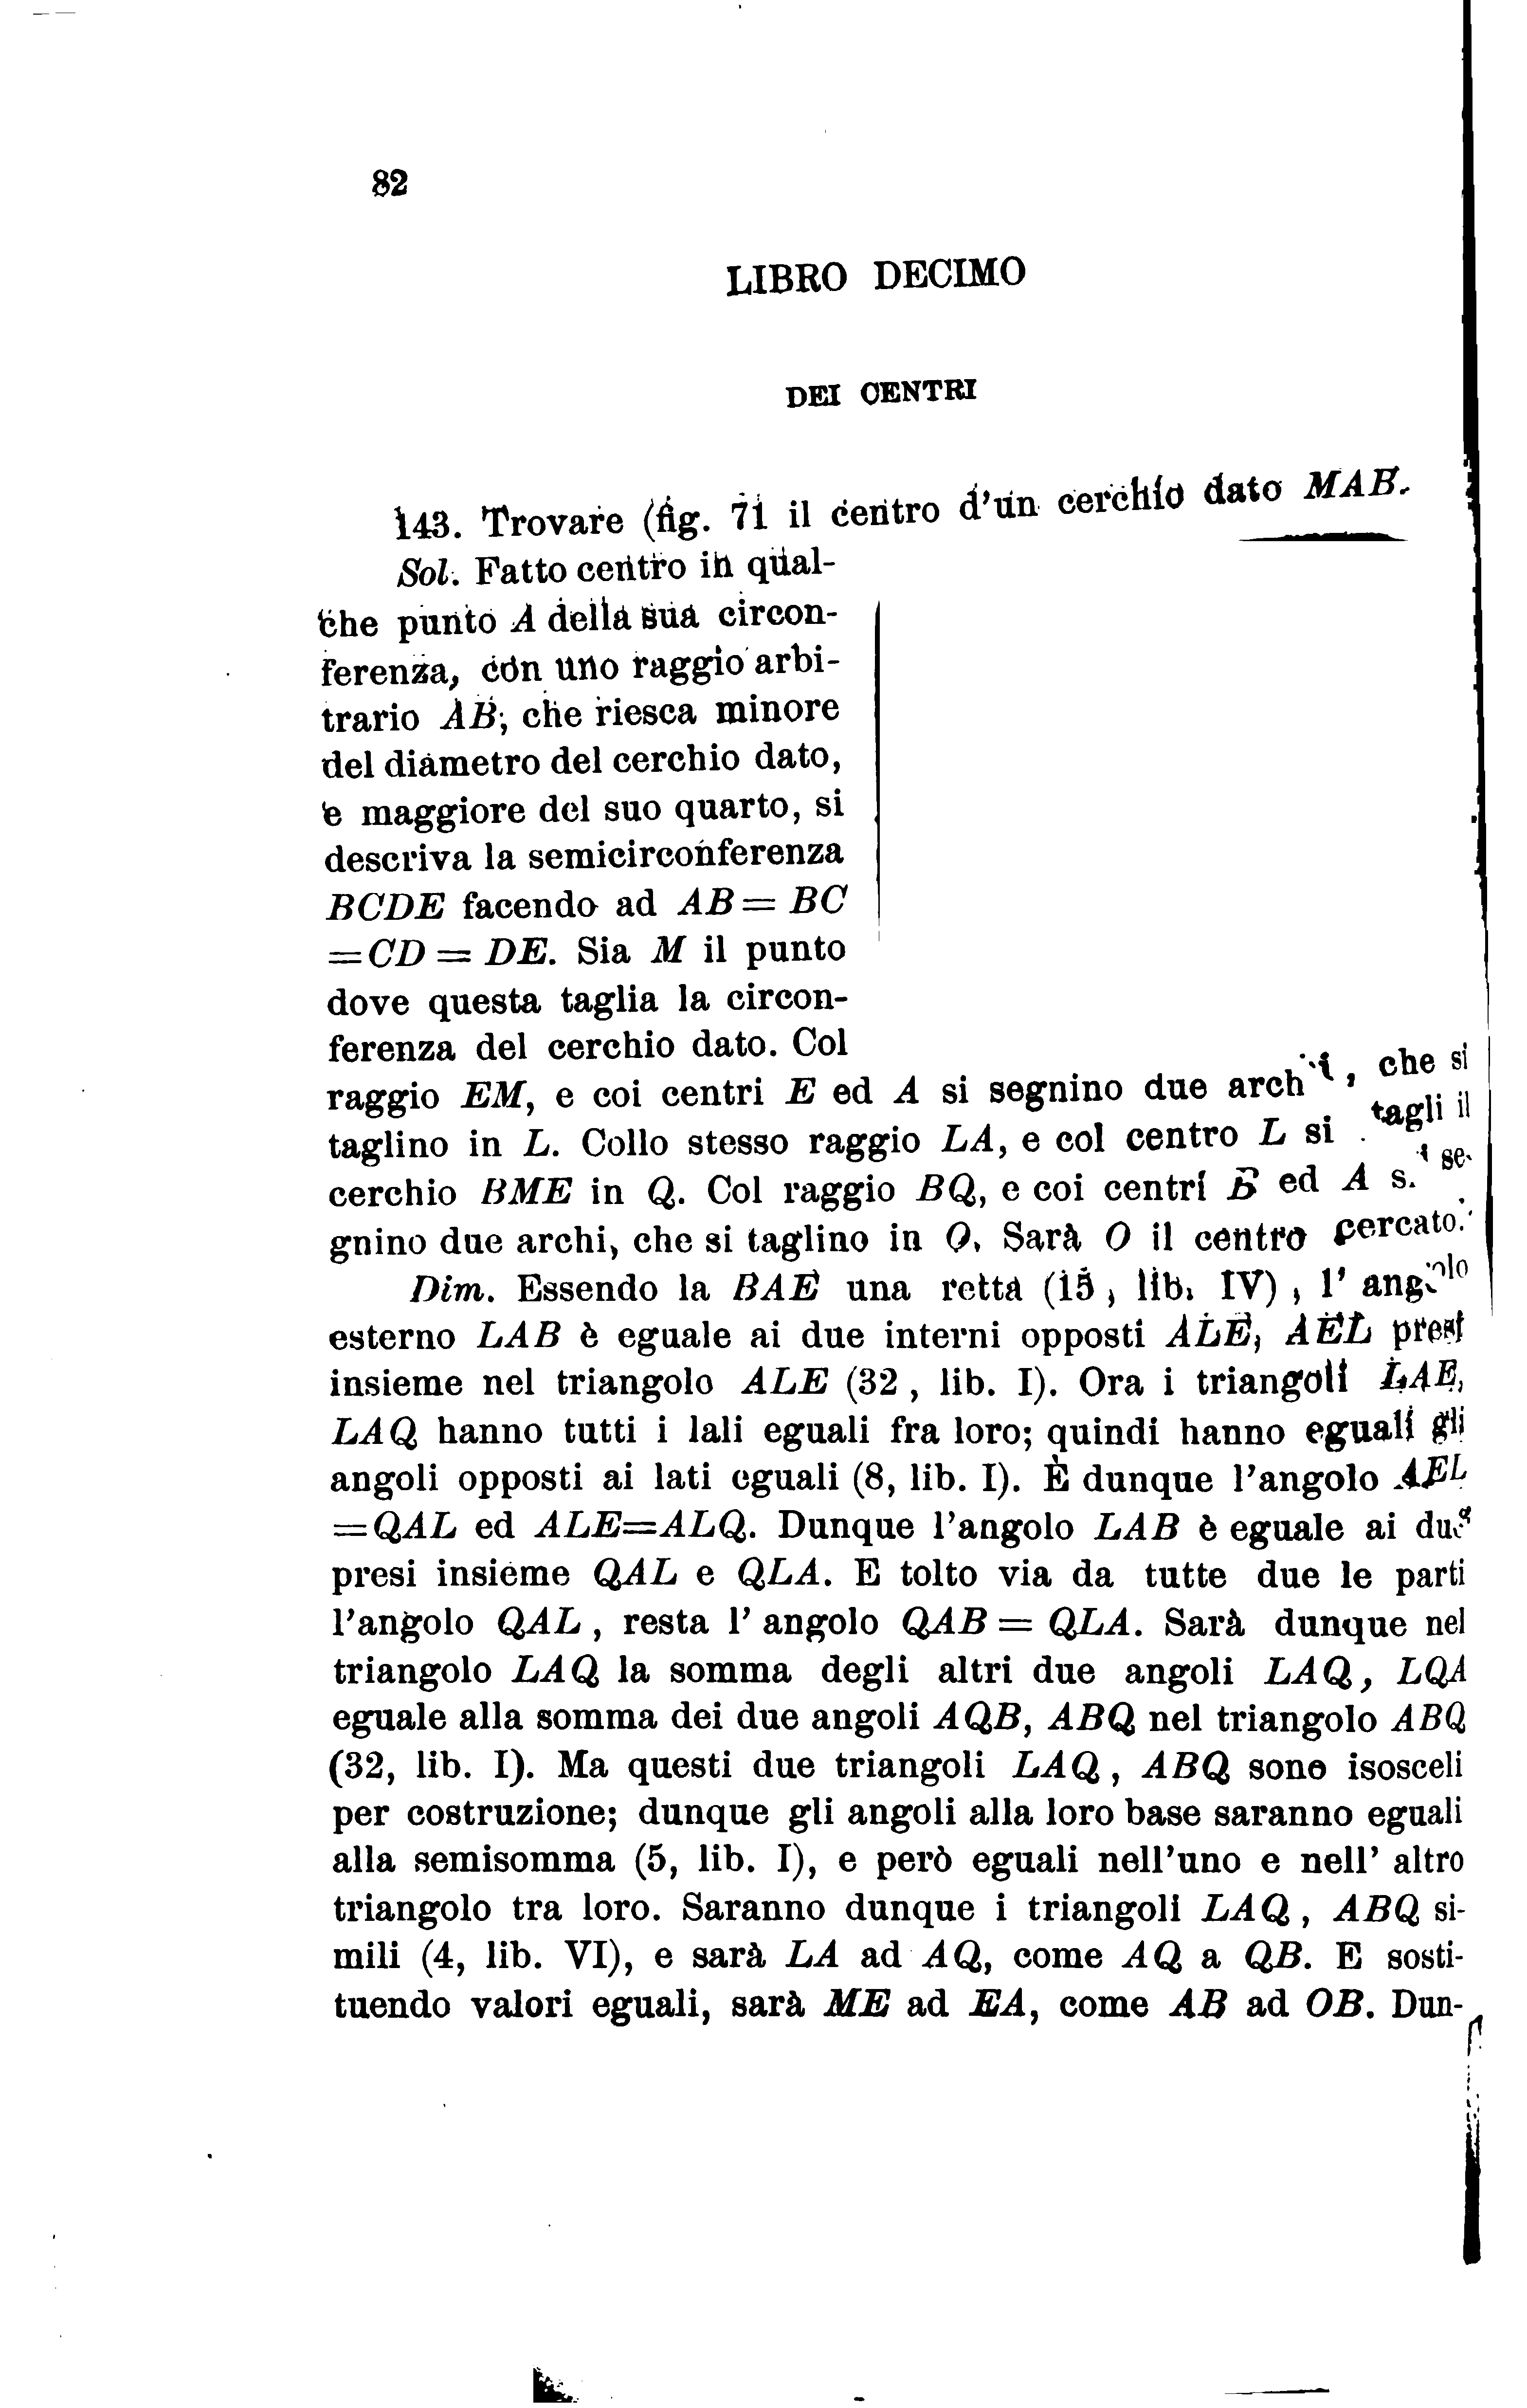 82
LIBRO DECIMO
DEI CENTRI
143. Trovare (fig. 71 il centro d'un cerchio dato MAB.
Sol. Fatto centro in qual-
che punto A della sua circon-
ferenza, con uno raggio arbi-
trario AB, che riesca minore
del diametro del cerchio dato,
e maggiore del suo quarto, si
descriva la semicirconferenza
BCDE facendo ad AB = BC
= CD = DE. Sia M il punto
dove questa taglia la circon-
ferenza del cerchio dato. Col
raggio EM, e coi centri E ed A si segnino due archi, che si
taglino in L. Collo stesso raggio LA, e col centro L si tagli il
cerchio BME in Q. Col raggio BQ, e coi centri B ed A si se-
gnino due archi, che si taglino in O. Sarà O il centro cercato.
Dim. Essendo la BAE una retta (15, lib. IV), l' angolo
esterno LAB è eguale ai due interni opposti ALE, AEL presi
insieme nel triangolo ALE (32, lib. I). Ora i triangoli LAE,
LAQ hanno tutti i lali eguali fra loro; quindi hanno eguali gli
angoli opposti ai lati eguali (8, lib. I). È dunque l'angolo AEL
=QAL ed ALE=ALQ. Dunque l'angolo LAB è eguale ai due
presi insieme QAL e QLA. E tolto via da tutte due le parti
l'angolo QAL, resta l' angolo QAB = QLA. Sarà dunque nel
triangolo LAQ la somma degli altri due angoli LAQ, LQA
eguale alla somma dei due angoli AQB, ABQ nel triangolo ABQ
(32, lib. I). Ma questi due triangoli LAQ, ABQ sono isosceli
per costruzione; dunque gli angoli alla loro base saranno eguali
alla semisomma (5, lib. I), e però eguali nell'uno e nell' altro
triangolo tra loro. Saranno dunque i triangoli LAQ, ABQ si-
mili (4, lib. VI), e sarà LA ad AQ, come AQ a QB. E sosti-
tuendo valori eguali, sarà ME ad EA, come AB ad OB. Dun-